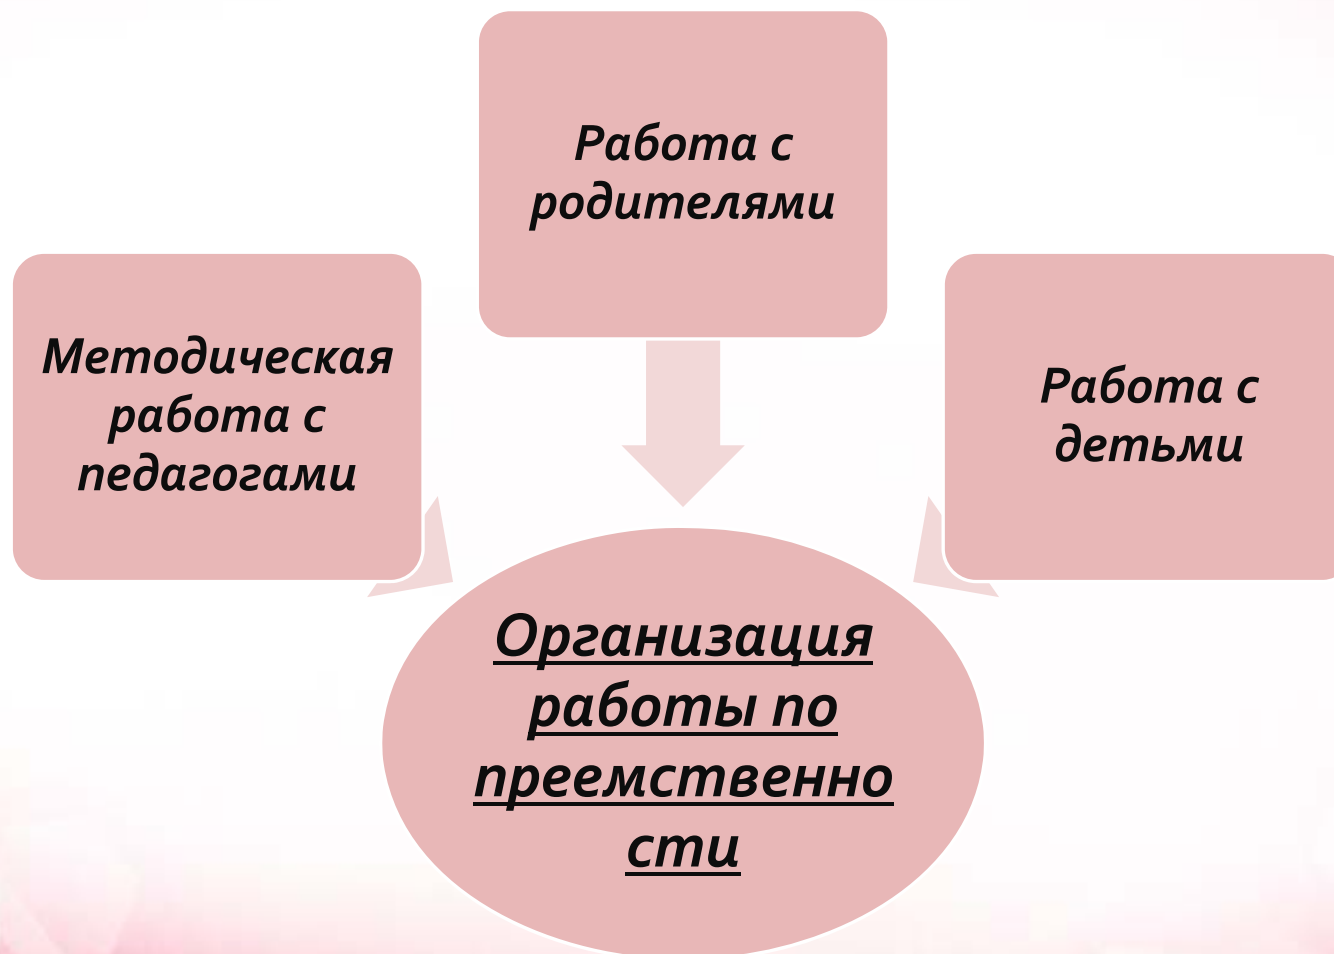 Работа с
родителями
Методическая
работа с
педагогами
Работа с
детьми
Организация
работы по
преемственно
сти